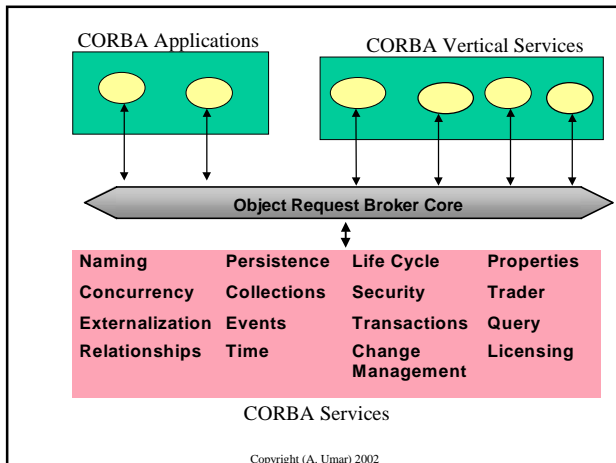 CORBA Applications
CORBA Vertical Services
Object Request Broker Core
Naming Persistence Life Cycle Properties
Concurrency Collections Security Trader
Externalization Events Transactions Query
Relationships Time Change Management Licensing
CORBA Services
Copyright (A. Umar) 2002